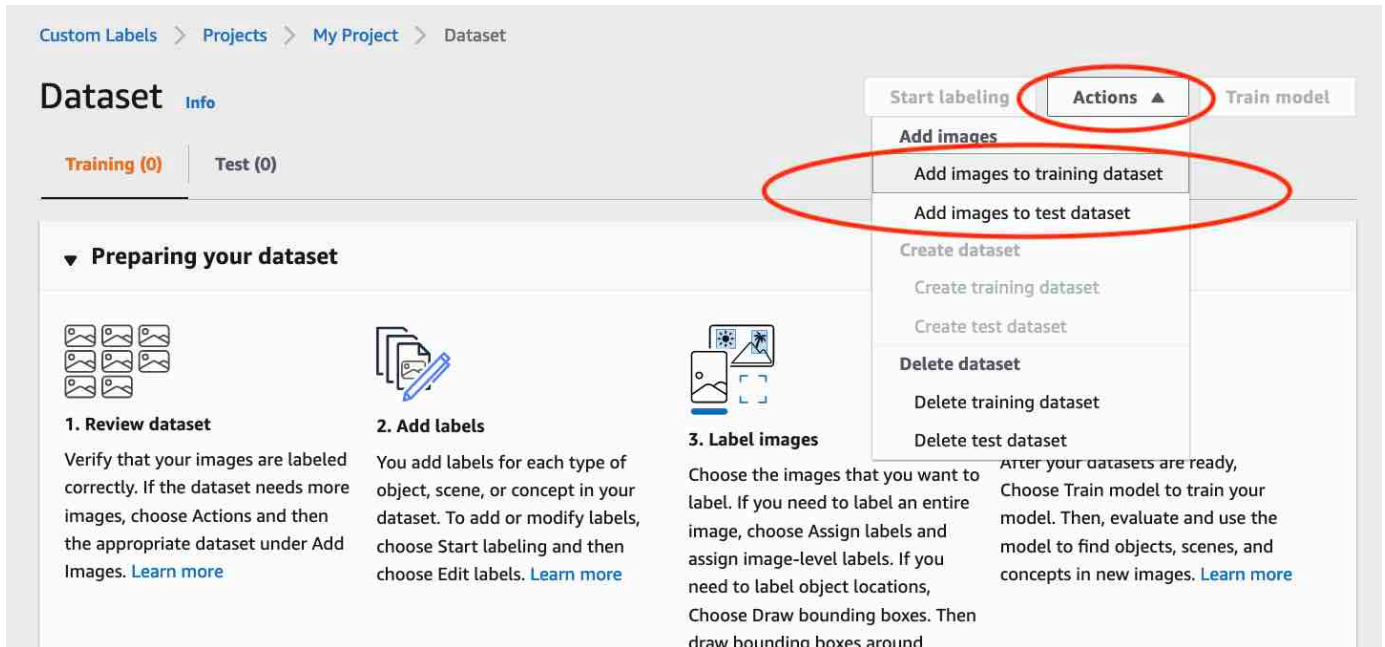 Custom Labels > Projects > My Project > Dataset
Dataset Info
Start labeling
Actions ▲
Train model
Training (0)
Test (0)
Add images
Add images to training dataset
Add images to test dataset
Create dataset
Create training dataset
Create test dataset
Delete dataset
Delete training dataset
Delete test dataset
▼ Preparing your dataset
1. Review dataset
Verify that your images are labeled
correctly. If the dataset needs more
images, choose Actions and then
the appropriate dataset under Add
Images. Learn more
2. Add labels
You add labels for each type of
object, scene, or concept in your
dataset. To add or modify labels,
choose Start labeling and then
choose Edit labels. Learn more
3. Label images
Choose the images that you want to
label. If you need to label an entire
image, choose Assign labels and
assign image-level labels. If you
need to label object locations,
Choose Draw bounding boxes. Then
draw bounding boxes around
After your datasets are ready,
Choose Train model to train your
model. Then, evaluate and use the
model to find objects, scenes, and
concepts in new images. Learn more